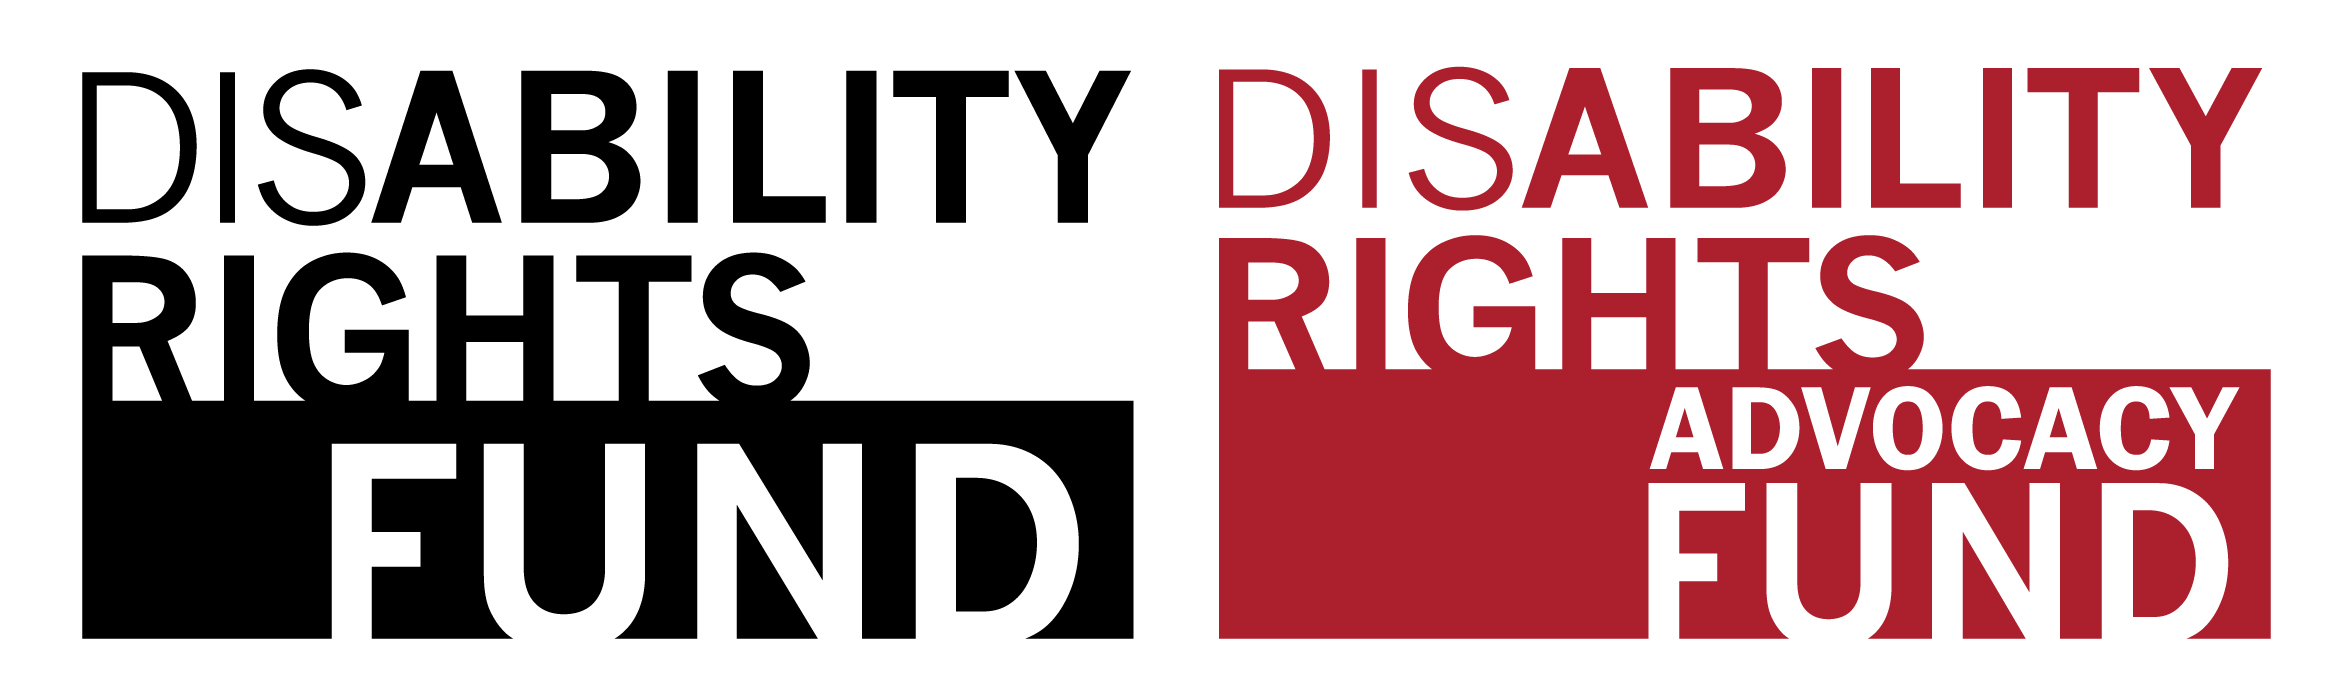 DISABILITY
RIGHTS
FUND
DISABILITY
RIGHTS
ADVOCACY
FUND